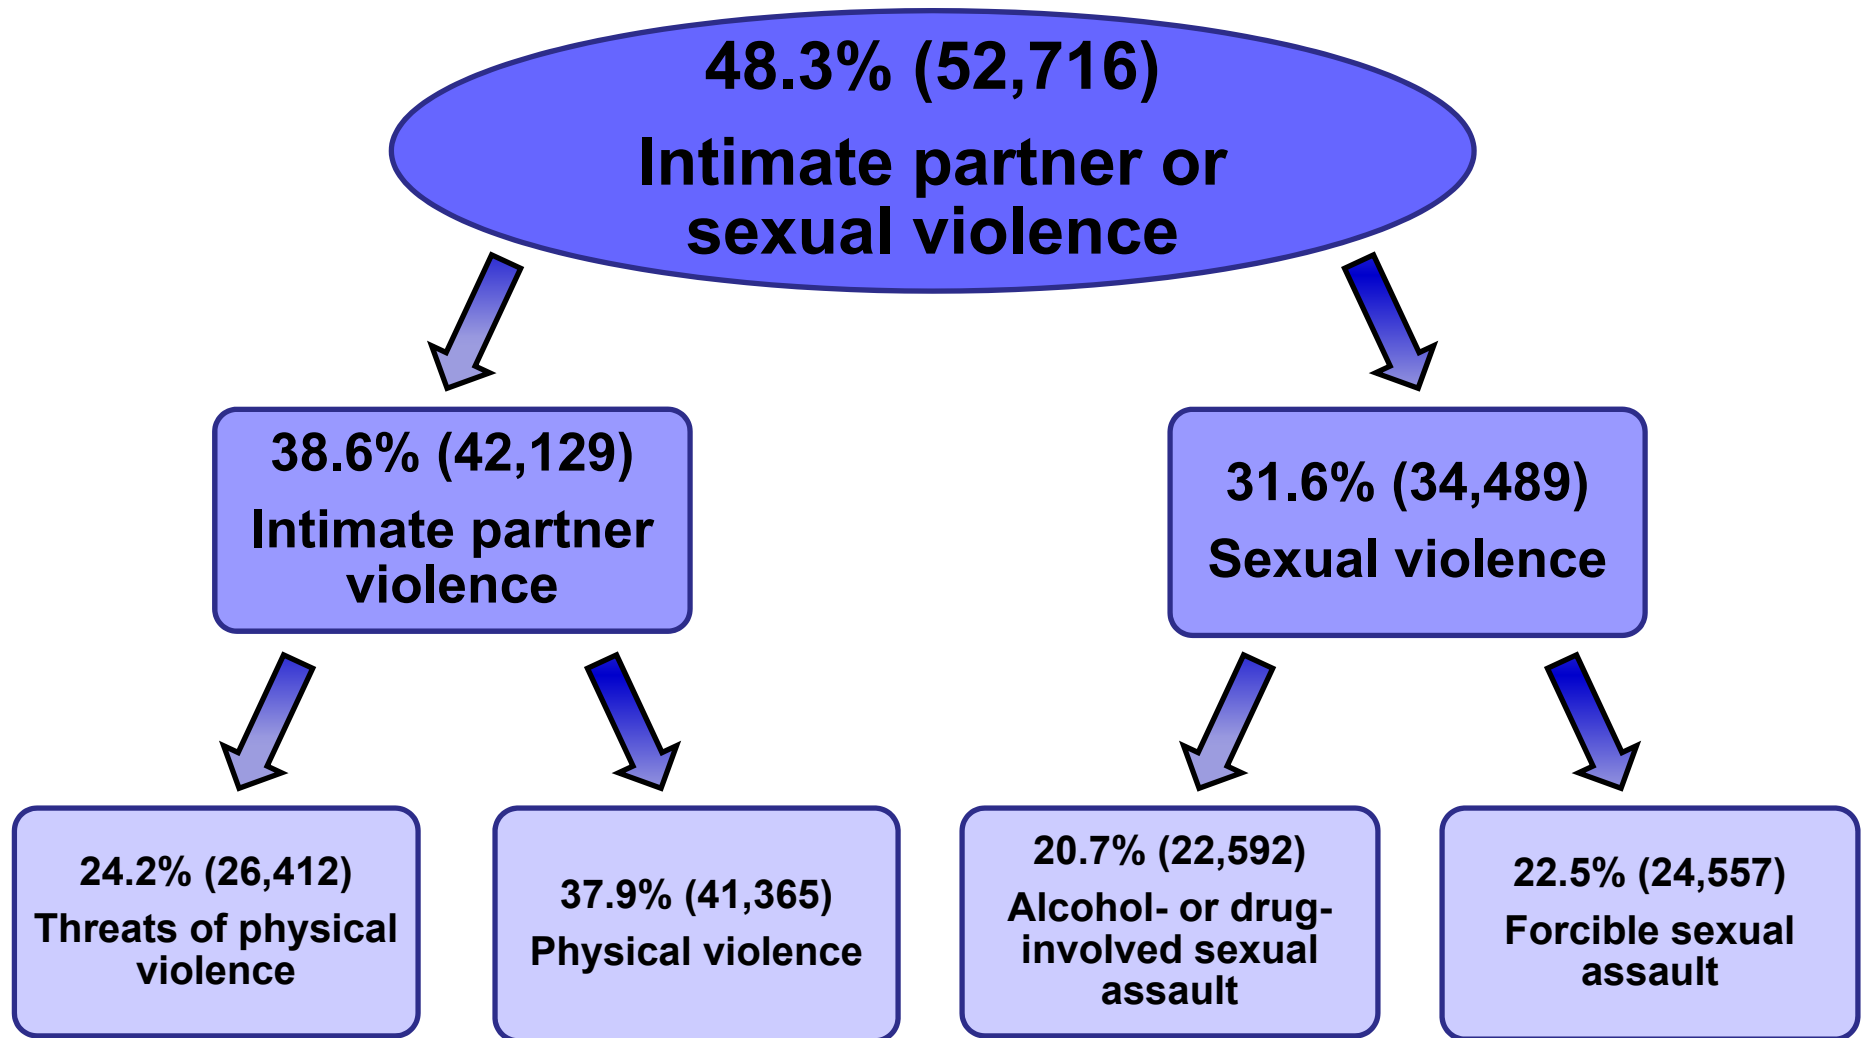 48.3% (52,716)
Intimate partner or
sexual violence
38.6% (42,129)
Intimate partner
violence
31.6% (34,489)
Sexual violence
24.2% (26,412)
Threats of physical
violence
37.9% (41,365)
Physical violence
20.7% (22,592)
Alcohol- or drug-
involved sexual
assault
22.5% (24,557)
Forcible sexual
assault